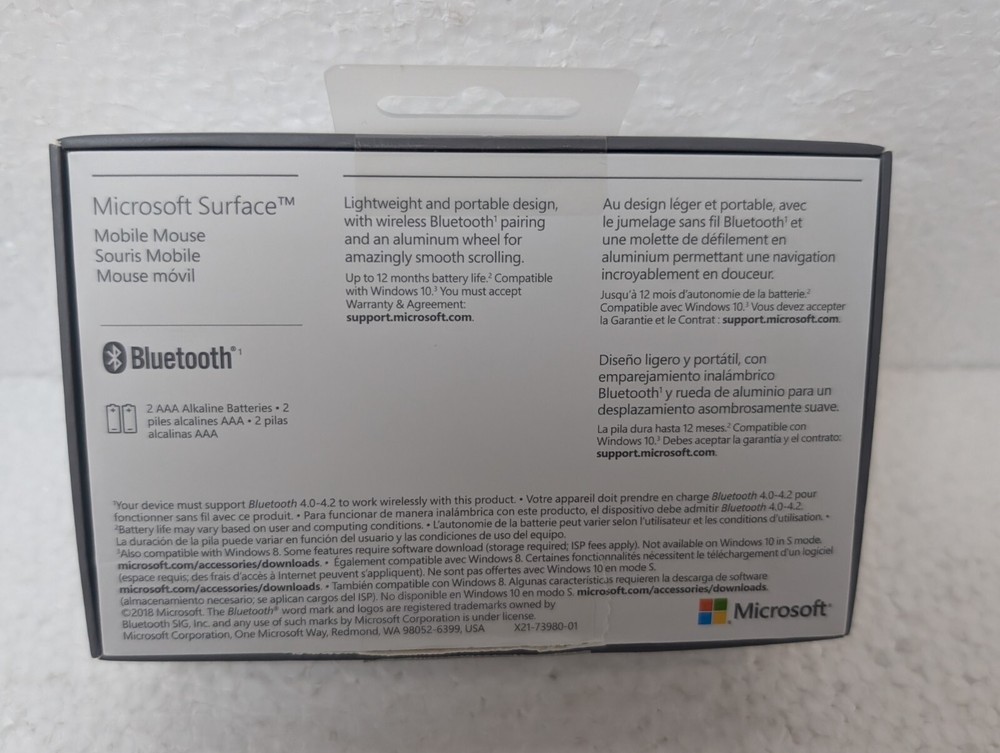 Microsoft Surface™
Mobile Mouse
Souris Mobile
Mouse móvil
Bluetooth®1
2 AAA Alkaline Batteries • 2
piles alcalines AAA • 2 pilas
alcalinas AAA
Lightweight and portable design,
with wireless Bluetooth¹ pairing
and an aluminum wheel for
amazingly smooth scrolling.
Up to 12 months battery life.² Compatible
with Windows 10.³ You must accept
Warranty & Agreement:
support.microsoft.com.
Au design léger et portable, avec
le jumelage sans fil Bluetooth¹ et
une molette de défilement en
aluminium permettant une navigation
incroyablement en douceur.
Jusqu'à 12 mois d'autonomie de la batterie.²
Compatible avec Windows 10.³ Vous devez accepter
la Garantie et le Contrat : support.microsoft.com.
Diseño ligero y portátil, con
emparejamiento inalámbrico
Bluetooth¹ y rueda de aluminio para un
desplazamiento asombrosamente suave.
La pila dura hasta 12 meses.² Compatible con
Windows 10.³ Debes aceptar la garantía y el contrato:
support.microsoft.com.
¹Your device must support Bluetooth 4.0-4.2 to work wirelessly with this product. • Votre appareil doit prendre en charge Bluetooth 4.0-4.2 pour
fonctionner sans fil avec ce produit. • Para funcionar de manera inalámbrica con este producto, el dispositivo debe admitir Bluetooth 4.0-4.2.
²Battery life may vary based on user and computing conditions. • L'autonomie de la batterie peut varier selon l'utilisateur et les conditions d'utilisation. •
La duración de la pila puede variar en función del usuario y las condiciones de uso del equipo.
³Also compatible with Windows 8. Some features require software download (storage required; ISP fees apply). Not available on Windows 10 in S mode.
microsoft.com/accessories/downloads. • Également compatible avec Windows 8. Certaines fonctionnalités nécessitent le téléchargement d'un logiciel
(espace requis; des frais d'accès à Internet peuvent s'appliquent). Ne sont pas offertes avec Windows 10 en mode S.
microsoft.com/accessories/downloads. • También compatible con Windows 8. Algunas características requieren la descarga de software
(almacenamiento necesario; se aplican cargos del ISP). No disponible en Windows 10 en modo S. microsoft.com/accessories/downloads.
©2018 Microsoft. The Bluetooth® word mark and logos are registered trademarks owned by
Bluetooth SIG, Inc. and any use of such marks by Microsoft Corporation is under license.
Microsoft Corporation, One Microsoft Way, Redmond, WA 98052-6399, USA X21-73980-01
Microsoft®